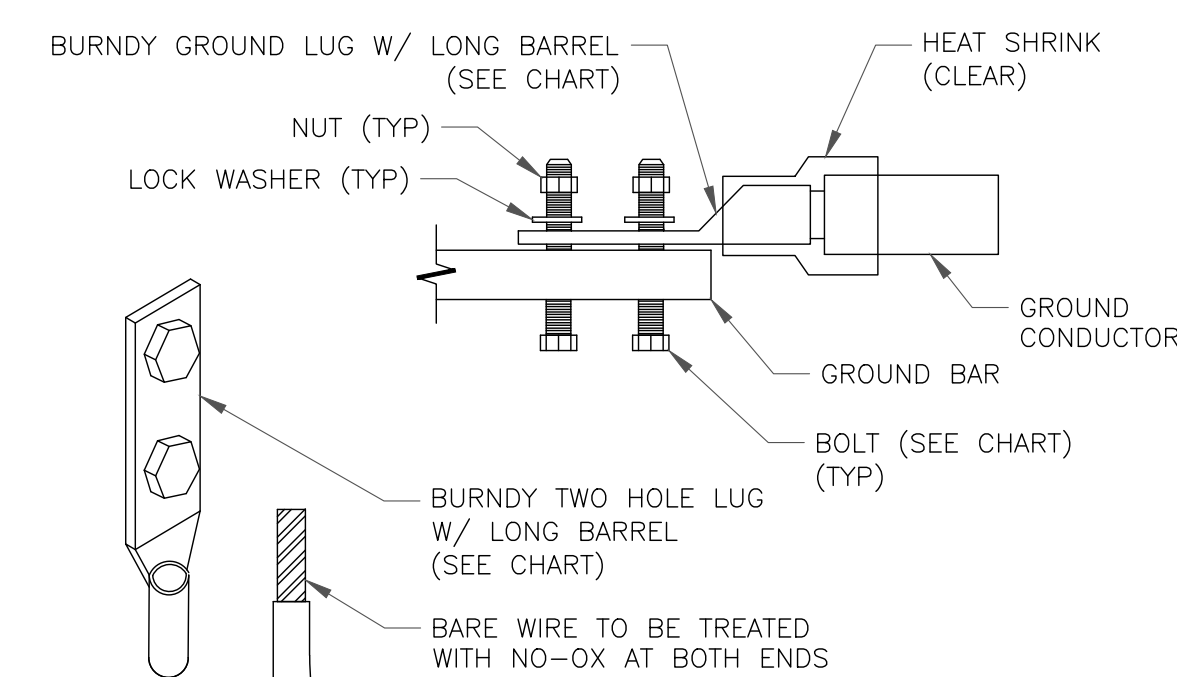 BURNDY GROUND LUG W/ LONG BARREL
(SEE CHART)
HEAT SHRINK
(CLEAR)
NUT (TYP)
LOCK WASHER (TYP)
GROUND
CONDUCTOR
GROUND BAR
BOLT (SEE CHART)
(TYP)
BURNDY TWO HOLE LUG
W/ LONG BARREL
(SEE CHART)
BARE WIRE TO BE TREATED
WITH NO-OX AT BOTH ENDS